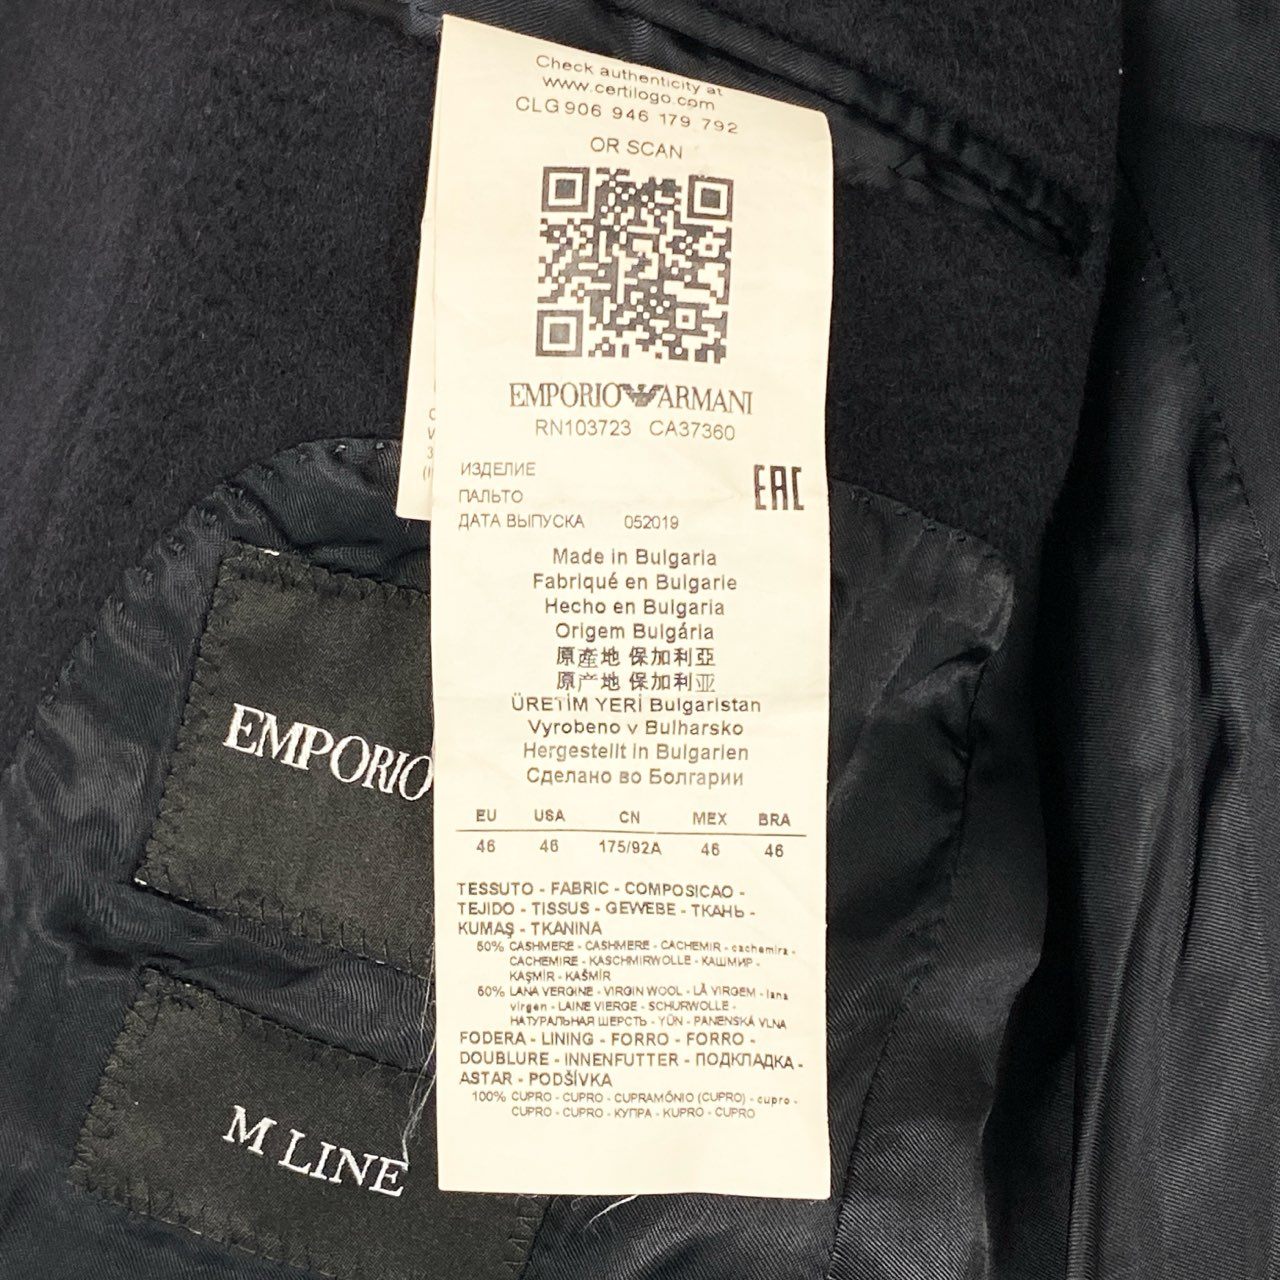 Check authenticity at
www.certilogo.com
CLG 906 946 179 792
OR SCAN
EMPORIO ARMANI
RN103723 CA37360
ИЗДЕЛИЕ
ПАЛЬТО
EAC
ДАТА ВЫПУСКА 052019
Made in Bulgaria
Fabriqué en Bulgarie
Hecho en Bulgaria
Origem Bulgária
原產地 保加利亞
原产地 保加利亚
ÜRETİM YERİ Bulgaristan
Vyrobeno v Bulharsko
Hergestellt in Bulgarien
Сделано во Болгарии
EU USA CN MEX BRA
46 46 175/92A 46 46
TESSUTO - FABRIC - COMPOSICAO -
TEJIDO - TISSUS - GEWEBE - ТКАНЬ -
KUMAŞ - TKANINA
50% CASHMERE - CASHMERE - CACHEMIR - cachemira -
CACHEMIRE - KASCHMIRWOLLE - КАШМИР -
KAŞMİR - KAŠMÍR
50% LANA VERGINE - VIRGIN WOOL - LÃ VIRGEM - lana
virgen - LAINE VIERGE - SCHURWOLLE -
НАТУРАЛЬНАЯ ШЕРСТЬ - YÜN - PANENSKÁ VLNA
FODERA - LINING - FORRO - FORRO -
DOUBLURE - INNENFUTTER - ПОДКЛАДКА -
ASTAR - PODŠÍVKA
100% CUPRO - CUPRO - CUPRAMÔNIO (CUPRO) - cupro -
CUPRO - CUPRO - КУПРА - KUPRO - CUPRO
EMPORIO
M LINE